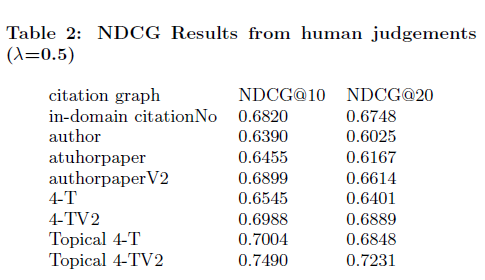 Table 2: NDCG Results from human judgements
(λ=0.5)
citation graph NDCG@10 NDCG@20
in-domain citationNo 0.6820 0.6748
author 0.6390 0.6025
atuhorpaper 0.6455 0.6167
authorpaperV2 0.6899 0.6614
4-T 0.6545 0.6401
4-TV2 0.6988 0.6889
Topical 4-T 0.7004 0.6848
Topical 4-TV2 0.7490 0.7231